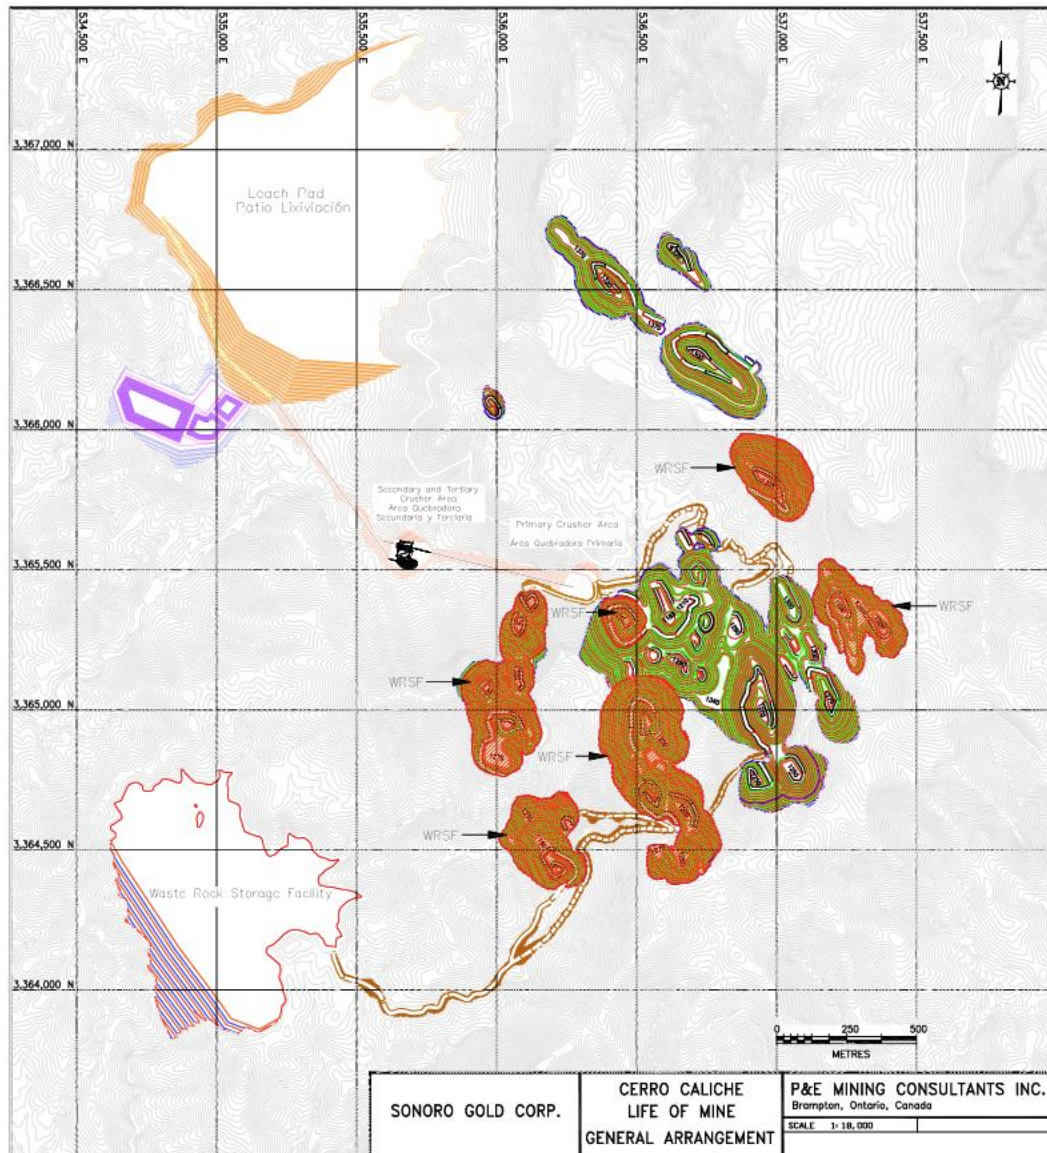 534,500 E
535,000 E
535,500 E
536,000 E
536,500 E
537,000 E
537,500 E
3,367,000 N
Leach Pad
Patio Lixiviación
3,366,500 N
3,366,000 N
WRSF
Secondary and Tertiary
Crusher Area
Área Quebradora
Secundaria y Terciaria
Primary Crusher Area
Área Quebradora Primaria
3,365,500 N
WRSF
WRSF
WRSF
3,365,000 N
1340
WRSF
WRSF
3,364,500 N
Waste Rock Storage Facility
3,364,000 N
0 250 500
METRES
SONORO GOLD CORP.
CERRO CALICHE
LIFE OF MINE
GENERAL ARRANGEMENT
P&E MINING CONSULTANTS INC.
Brampton, Ontario, Canada
SCALE 1:18,000